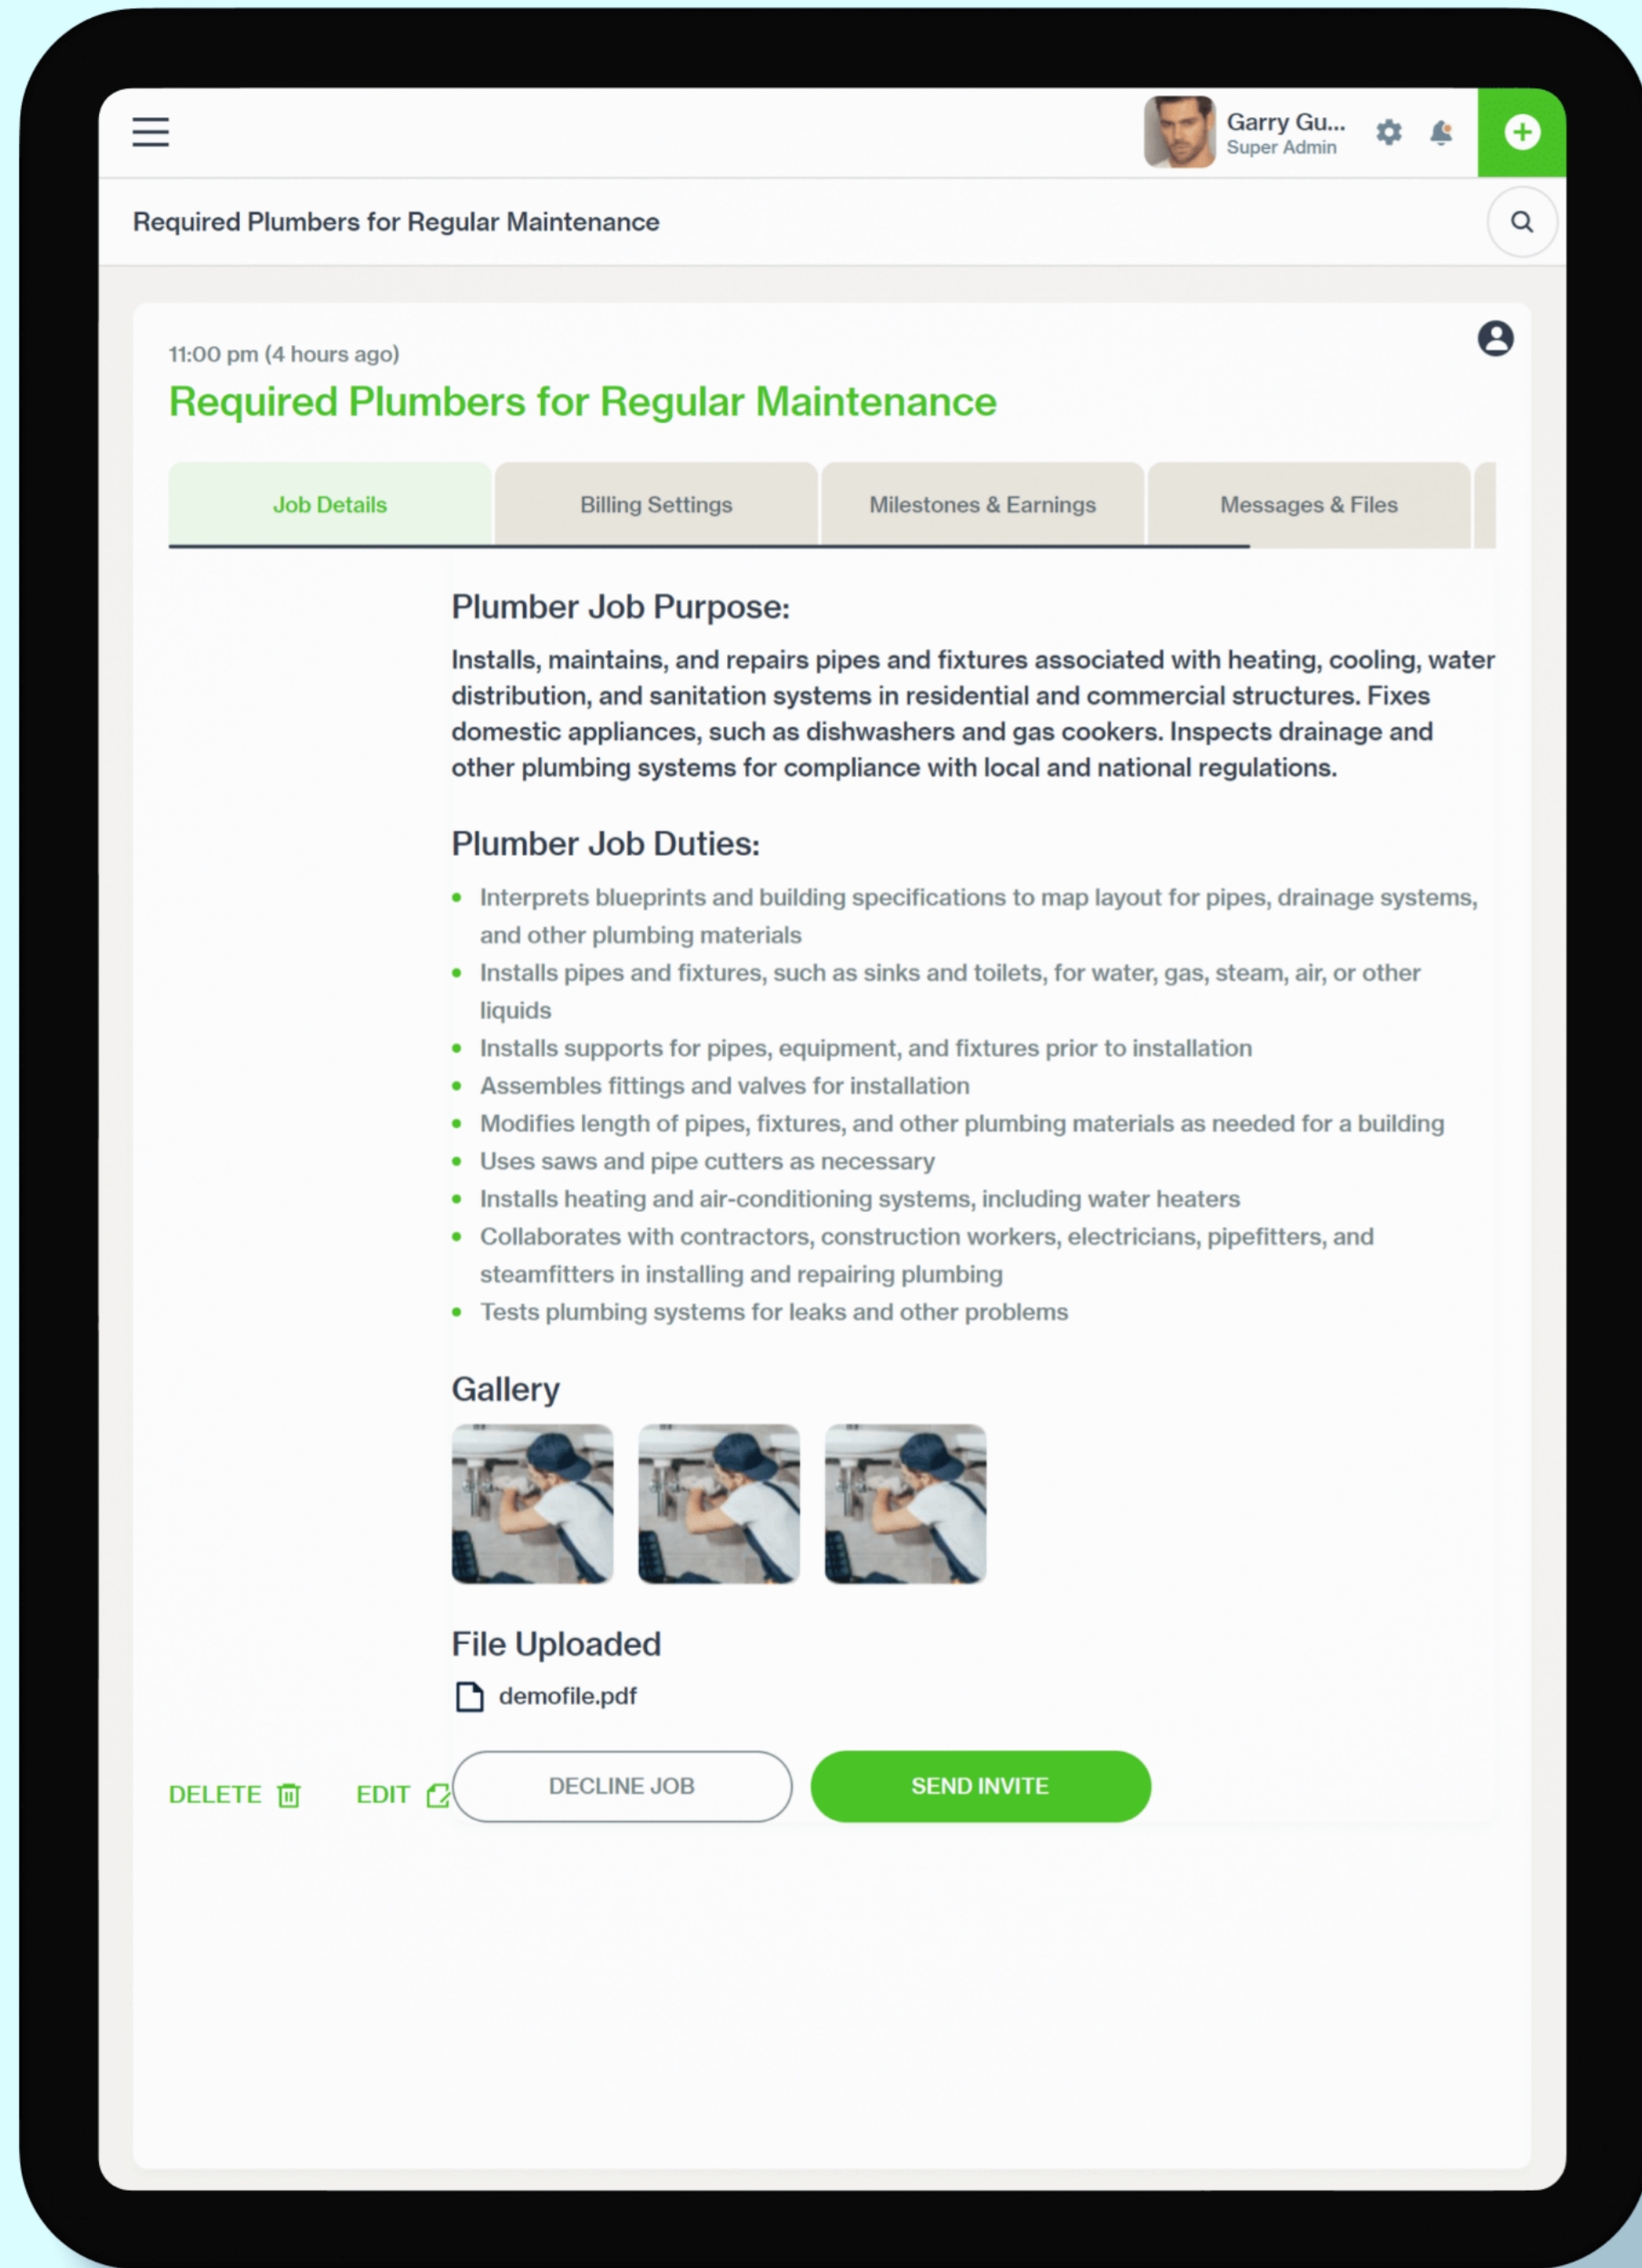 Garry Gu...
Super Admin
Required Plumbers for Regular Maintenance
11:00 pm (4 hours ago)
Required Plumbers for Regular Maintenance
Job Details
Billing Settings
Milestones & Earnings
Messages & Files
Plumber Job Purpose:
Installs, maintains, and repairs pipes and fixtures associated with heating, cooling, water
distribution, and sanitation systems in residential and commercial structures. Fixes
domestic appliances, such as dishwashers and gas cookers. Inspects drainage and
other plumbing systems for compliance with local and national regulations.
Plumber Job Duties:
Interprets blueprints and building specifications to map layout for pipes, drainage systems,
and other plumbing materials
Installs pipes and fixtures, such as sinks and toilets, for water, gas, steam, air, or other
liquids
Installs supports for pipes, equipment, and fixtures prior to installation
Assembles fittings and valves for installation
Modifies length of pipes, fixtures, and other plumbing materials as needed for a building
Uses saws and pipe cutters as necessary
Installs heating and air-conditioning systems, including water heaters
Collaborates with contractors, construction workers, electricians, pipefitters, and
steamfitters in installing and repairing plumbing
Tests plumbing systems for leaks and other problems
Gallery
File Uploaded
demofile.pdf
DELETE
EDIT
DECLINE JOB
SEND INVITE